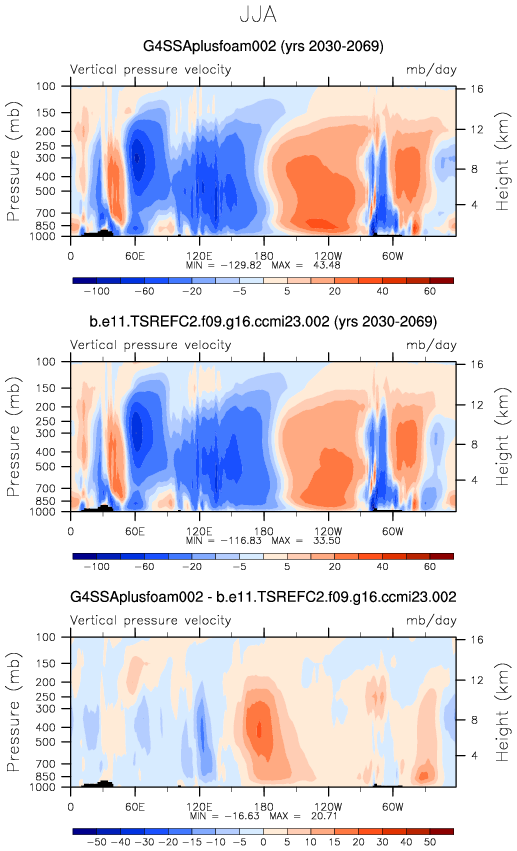 JJA
G4SSAplusfoam002 (yrs 2030-2069)
Vertical pressure velocity mb/day
Pressure (mb)
100
150
200
250
300
400
500
700
850
1000
16
12
8
4
Height (km)
0 60E 120E 180 120W 60W
MIN = -129.82 MAX = 43.48
-100 -60 -20 -5 5 20 40 60
b.e11.TSREFC2.f09.g16.ccmi23.002 (yrs 2030-2069)
Vertical pressure velocity mb/day
Pressure (mb)
100
150
200
250
300
400
500
700
850
1000
16
12
8
4
Height (km)
0 60E 120E 180 120W 60W
MIN = -116.83 MAX = 33.50
-100 -60 -20 -5 5 20 40 60
G4SSAplusfoam002 - b.e11.TSREFC2.f09.g16.ccmi23.002
Vertical pressure velocity mb/day
Pressure (mb)
100
150
200
250
300
400
500
700
850
1000
16
12
8
4
Height (km)
0 60E 120E 180 120W 60W
MIN = -16.63 MAX = 20.71
-50 -40 -30 -20 -15 -10 -5 0 5 10 15 20 30 40 50